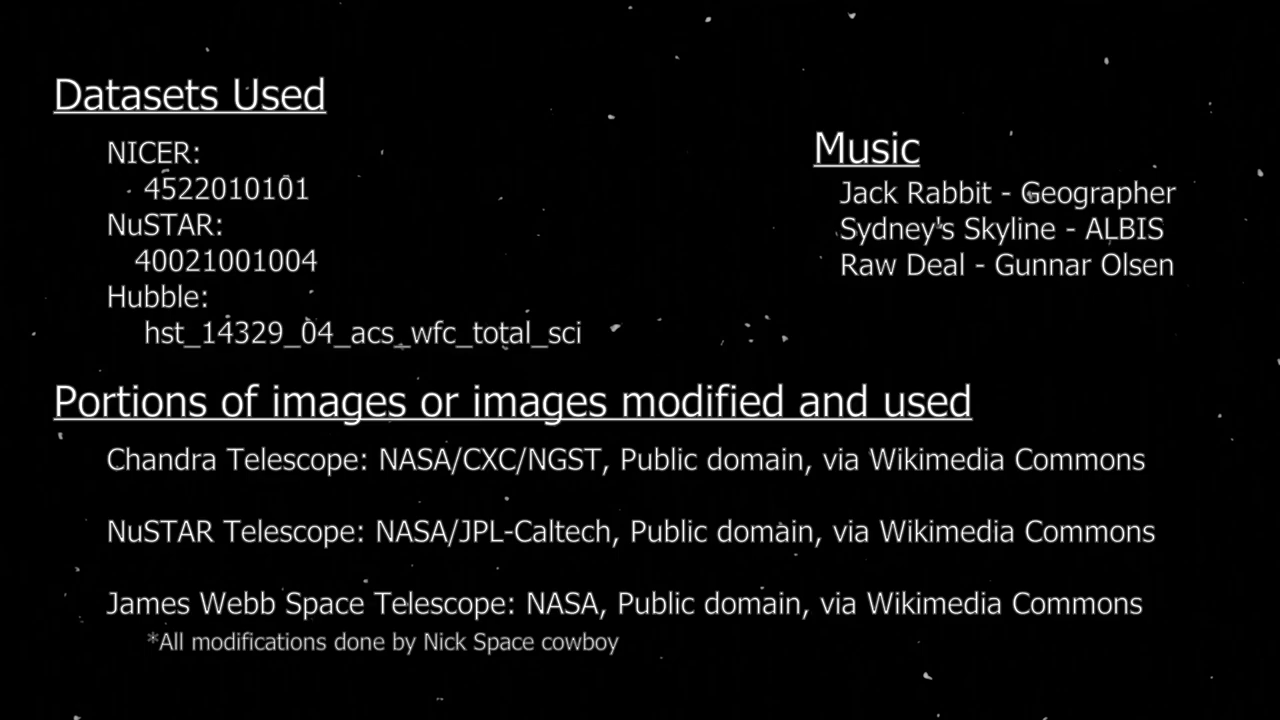 Datasets Used
NICER:
4522010101
NuSTAR:
40021001004
Hubble:
hst_14329_04_acs_wfc_total_sci
Music
Jack Rabbit - Geographer
Sydney's Skyline - ALBIS
Raw Deal - Gunnar Olsen
Portions of images or images modified and used
Chandra Telescope: NASA/CXC/NGST, Public domain, via Wikimedia Commons
NuSTAR Telescope: NASA/JPL-Caltech, Public domain, via Wikimedia Commons
James Webb Space Telescope: NASA, Public domain, via Wikimedia Commons
*All modifications done by Nick Space cowboy